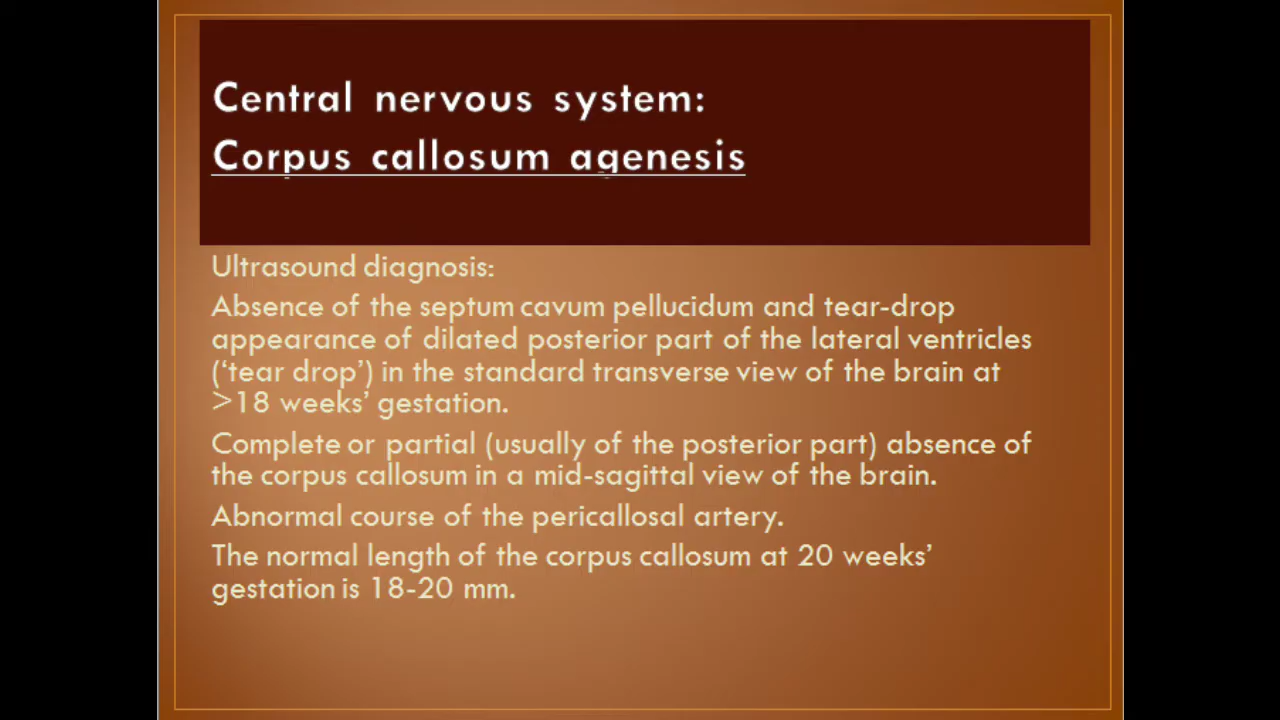 Central nervous system:
Corpus callosum agenesis
Ultrasound diagnosis:
Absence of the septum cavum pellucidum and tear-drop
appearance of dilated posterior part of the lateral ventricles
(‘tear drop’) in the standard transverse view of the brain at
>18 weeks’ gestation.
Complete or partial (usually of the posterior part) absence of
the corpus callosum in a mid-sagittal view of the brain.
Abnormal course of the pericallosal artery.
The normal length of the corpus callosum at 20 weeks’
gestation is 18-20 mm.